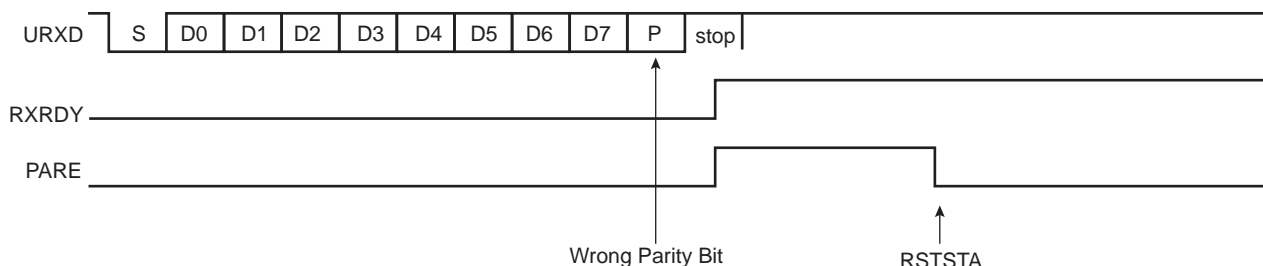 URXD S D0 D1 D2 D3 D4 D5 D6 D7 P stop
RXRDY
PARE
Wrong Parity Bit RSTSTA